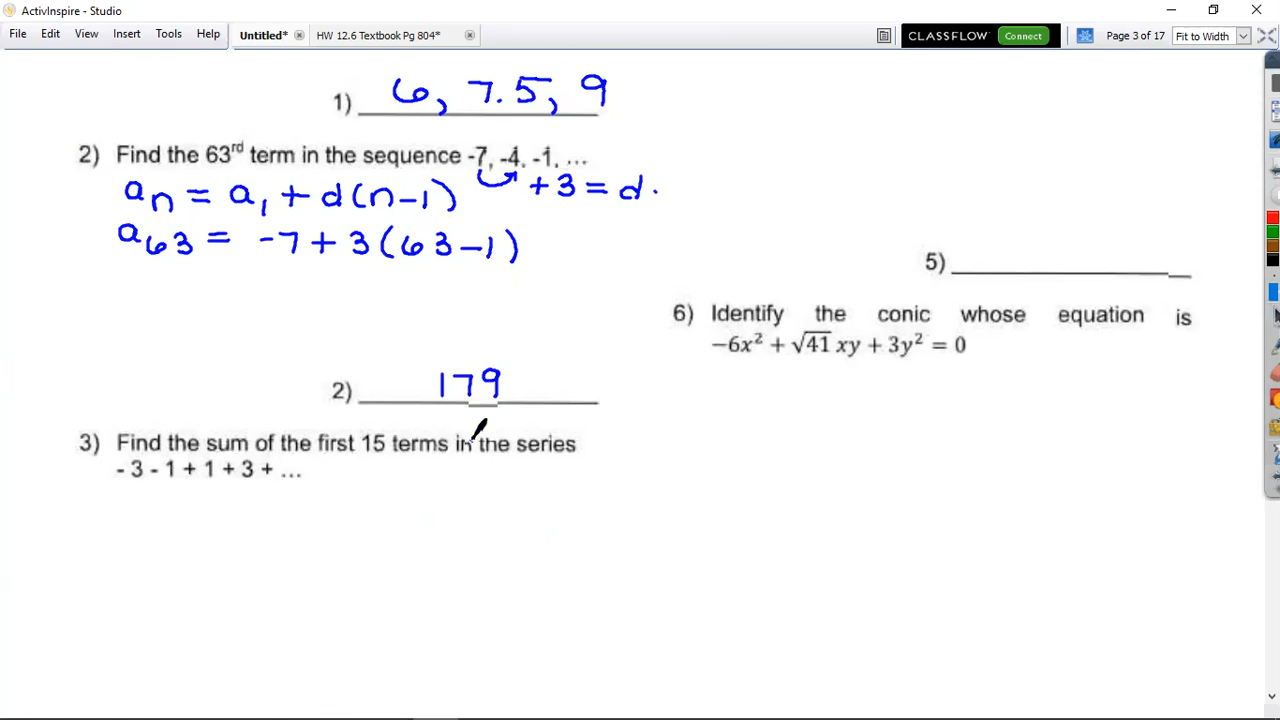 ActivInspire - Studio
File Edit View Insert Tools Help Untitled* HW 12.6 Textbook Pg 804* CLASSFLOW Connect Page 3 of 17 Fit to Width
1) 6, 7.5, 9
2) Find the 63rd term in the sequence -7, -4, -1, ...
aₙ = a₁ + d(n-1) +3 = d.
a₆₃ = -7 + 3(63-1)
2) 179
3) Find the sum of the first 15 terms in the series
- 3 - 1 + 1 + 3 + ...
5)
6) Identify the conic whose equation is
−6x² + √41 xy + 3y² = 0